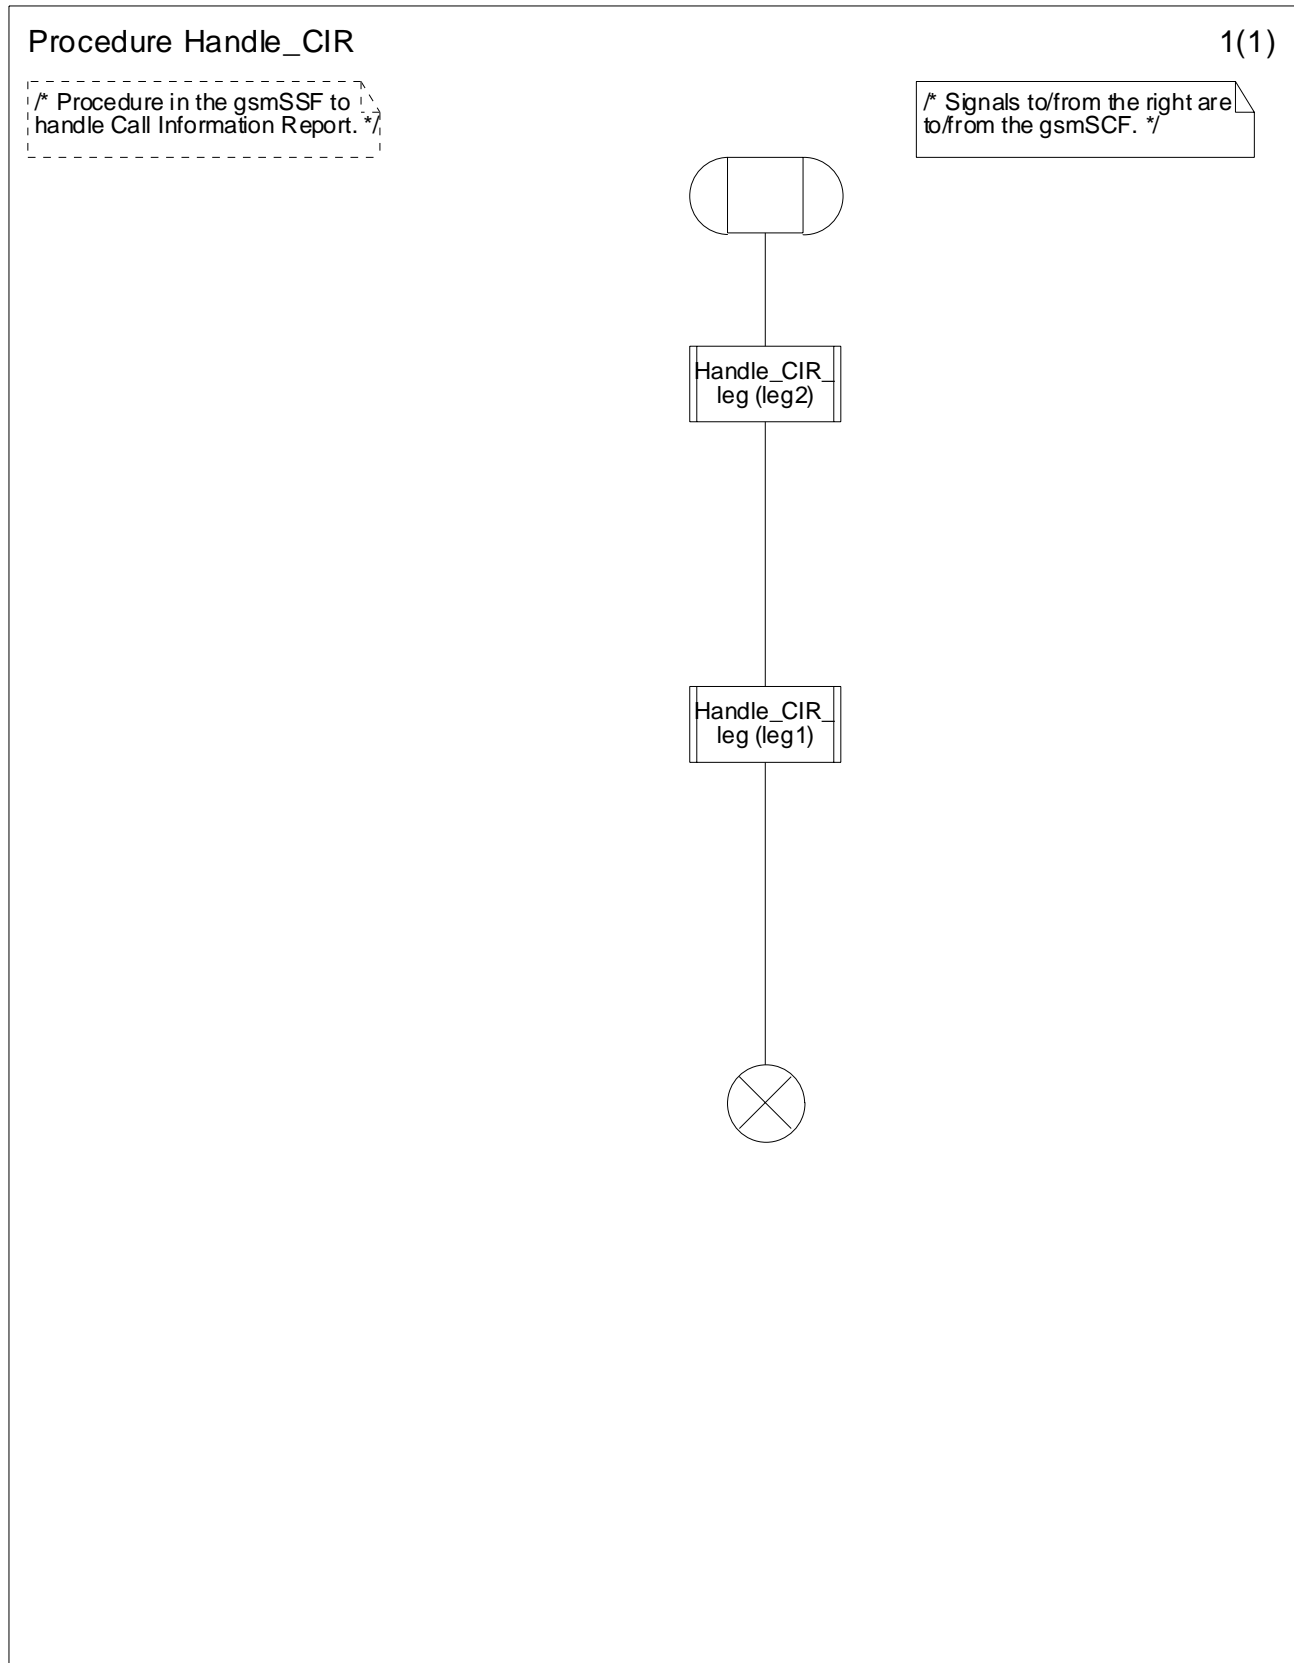 Procedure Handle_CIR
1(1)
/* Procedure in the gsmSSF to
handle Call Information Report. */
/* Signals to/from the right are
to/from the gsmSCF. */
Handle_CIR_
leg (leg2)
Handle_CIR_
leg (leg1)